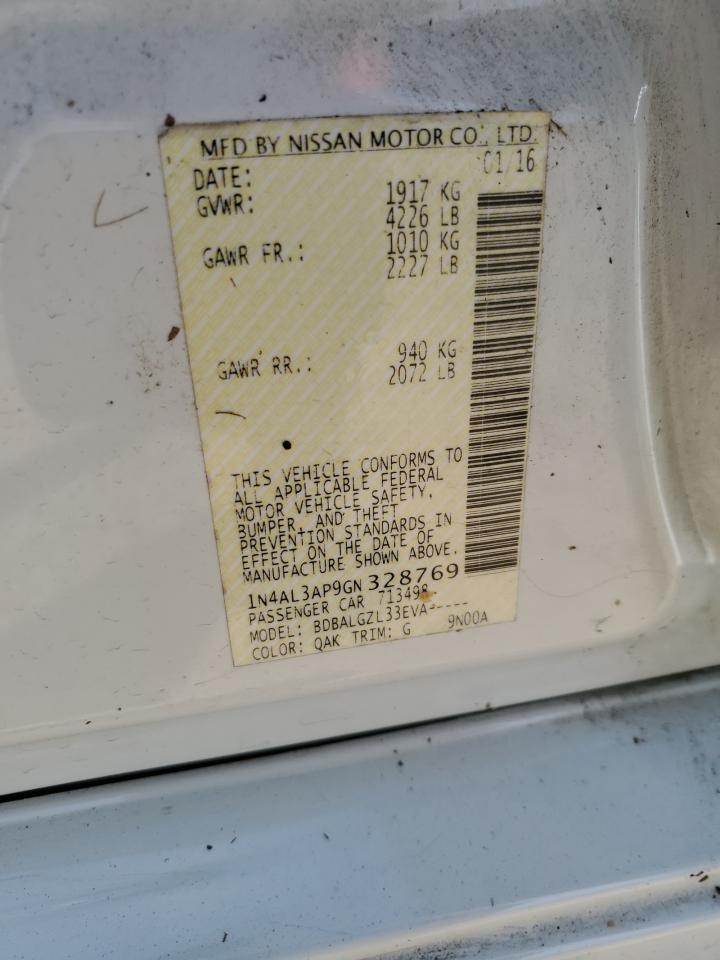 MFD BY NISSAN MOTOR CO., LTD.
DATE: 01/16
GVWR: 1917 KG
4226 LB
GAWR FR.: 1010 KG
2227 LB
GAWR RR.: 940 KG
2072 LB
THIS VEHICLE CONFORMS TO
ALL APPLICABLE FEDERAL
MOTOR VEHICLE SAFETY,
BUMPER, AND THEFT
PREVENTION STANDARDS IN
EFFECT ON THE DATE OF
MANUFACTURE SHOWN ABOVE.
1N4AL3AP9GN328769
PASSENGER CAR 713498
MODEL: BDBALGZL33EVA-----
COLOR: QAK TRIM: G 9N00A